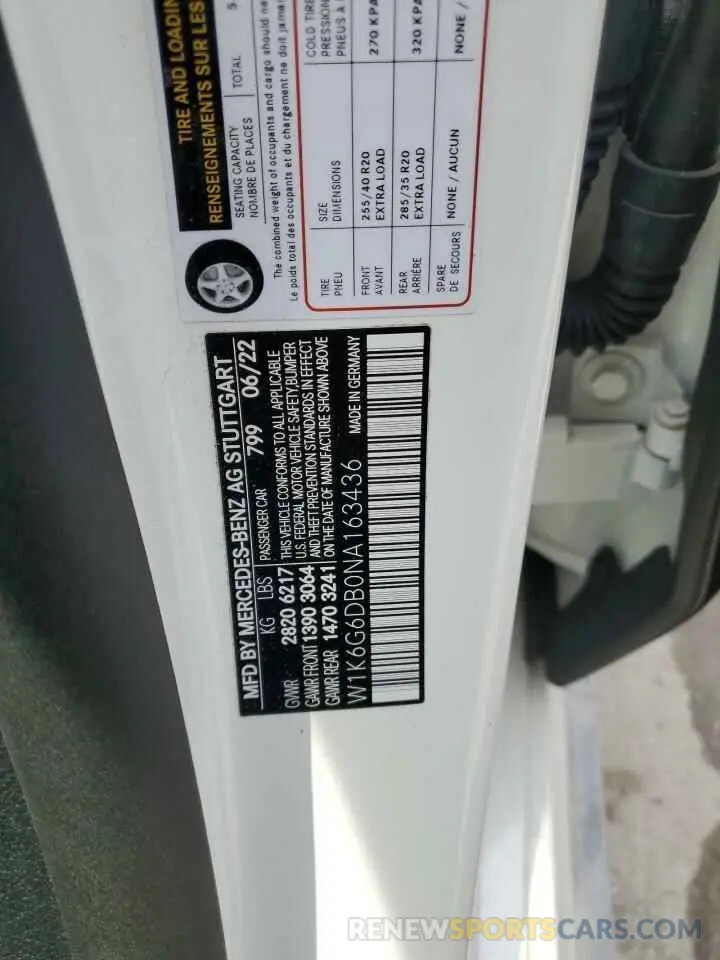 TIRE AND LOADIN
RENSEIGNEMENTS SUR LES
SEATING CAPACITY
NOMBRE DE PLACES
TOTAL 5
The combined weight of occupants and cargo should ne
Le poids total des occupants et du chargement ne doit jamai
TIRE
PNEU
SIZE
DIMENSIONS
COLD TIRE
PRESSION
PNEUS À
FRONT
AVANT
255/40 R20
EXTRA LOAD
270 KPA
REAR
ARRIÈRE
285/35 R20
EXTRA LOAD
320 KPA
SPARE
DE SECOURS
NONE / AUCUN
NONE /
MFD BY MERCEDES-BENZ AG STUTTGART
KG LBS PASSENGER CAR 799 06/22
GVWR 2820 6217
GAWR FRONT 1390 3064
GAWR REAR 1470 3241
THIS VEHICLE CONFORMS TO ALL APPLICABLE
U.S. FEDERAL MOTOR VEHICLE SAFETY, BUMPER
AND THEFT PREVENTION STANDARDS IN EFFECT
ON THE DATE OF MANUFACTURE SHOWN ABOVE
W1K6G6DB0NA163436 MADE IN GERMANY
RENEWSPORTSCARS.COM